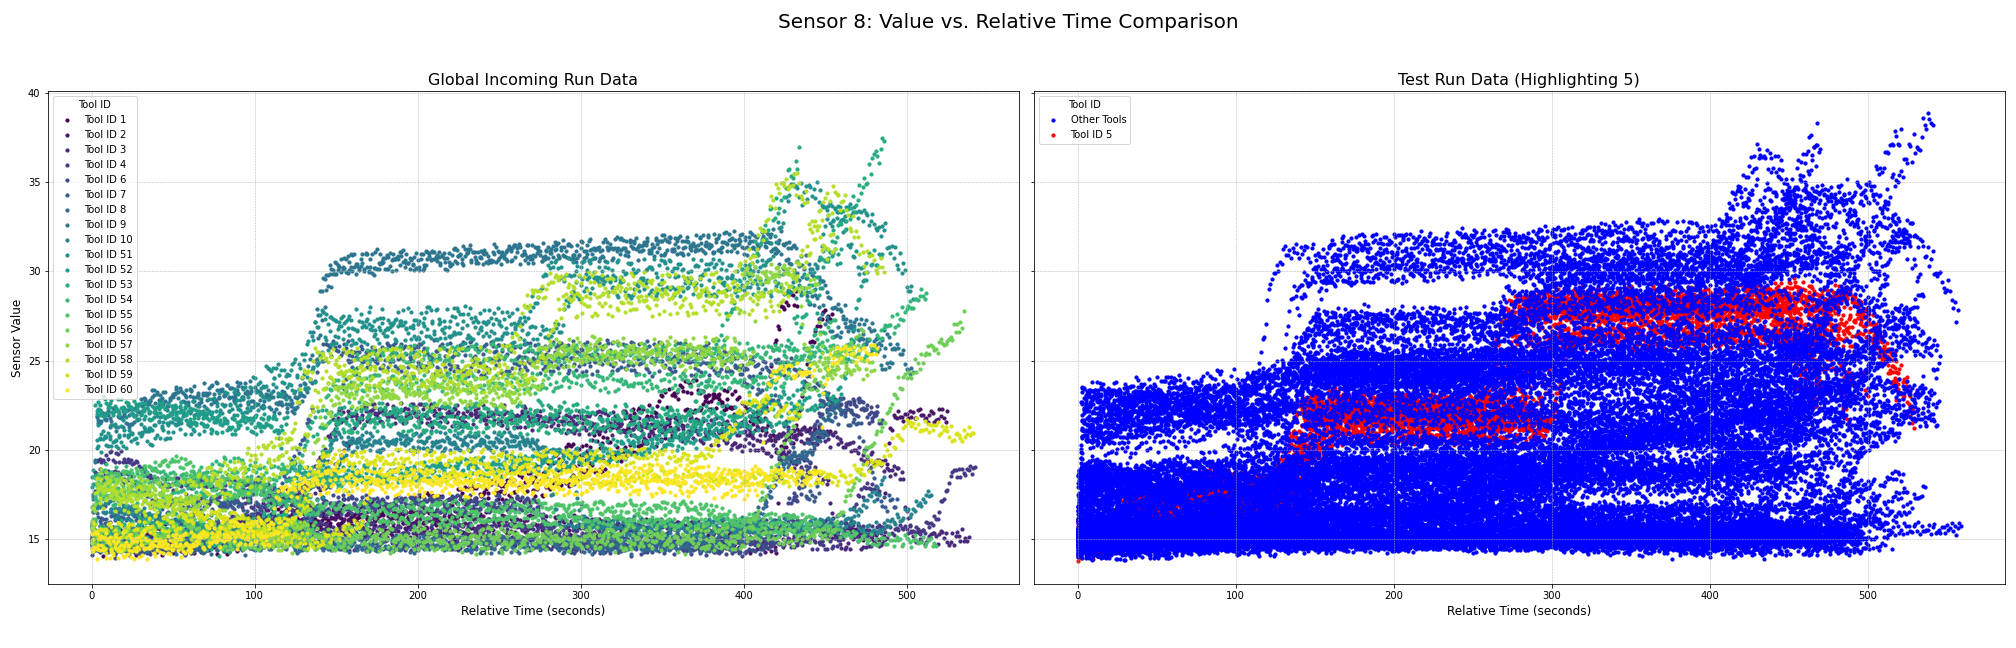 Sensor 8: Value vs. Relative Time Comparison
Global Incoming Run Data
Tool ID
Tool ID 1
Tool ID 2
Tool ID 3
Tool ID 4
Tool ID 6
Tool ID 7
Tool ID 8
Tool ID 9
Tool ID 10
Tool ID 51
Tool ID 52
Tool ID 53
Tool ID 54
Tool ID 55
Tool ID 56
Tool ID 57
Tool ID 58
Tool ID 59
Tool ID 60
Sensor Value
40
35
30
25
20
15
0
100
200
300
400
500
Relative Time (seconds)
Test Run Data (Highlighting 5)
Tool ID
Other Tools
Tool ID 5
0
100
200
300
400
500
Relative Time (seconds)